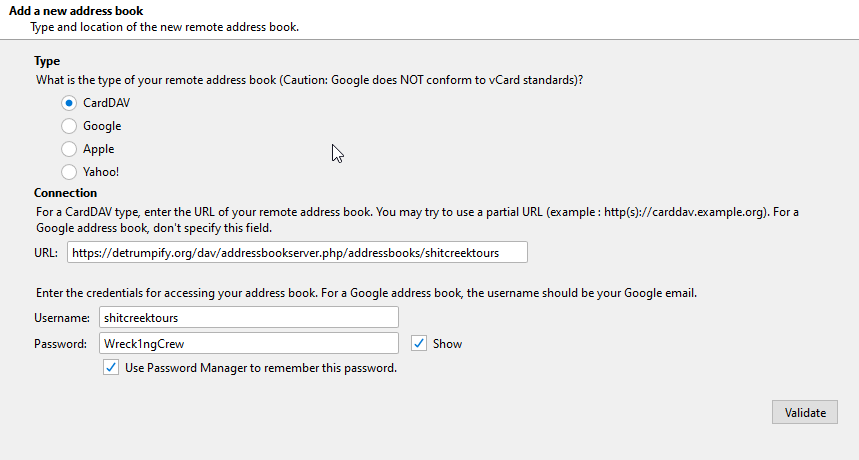 Add a new address book
Type and location of the new remote address book.
Type
What is the type of your remote address book (Caution: Google does NOT conform to vCard standards)?
CardDAV
Google
Apple
Yahoo!
Connection
For a CardDAV type, enter the URL of your remote address book. You may try to use a partial URL (example : http(s)://carddav.example.org). For a
Google address book, don't specify this field.
URL: https://detrumpify.org/dav/addressbookserver.php/addressbooks/shitcreektours
Enter the credentials for accessing your address book. For a Google address book, the username should be your Google email.
Username: shitcreektours
Password: Wreck1ngCrew Show
Use Password Manager to remember this password.
Validate